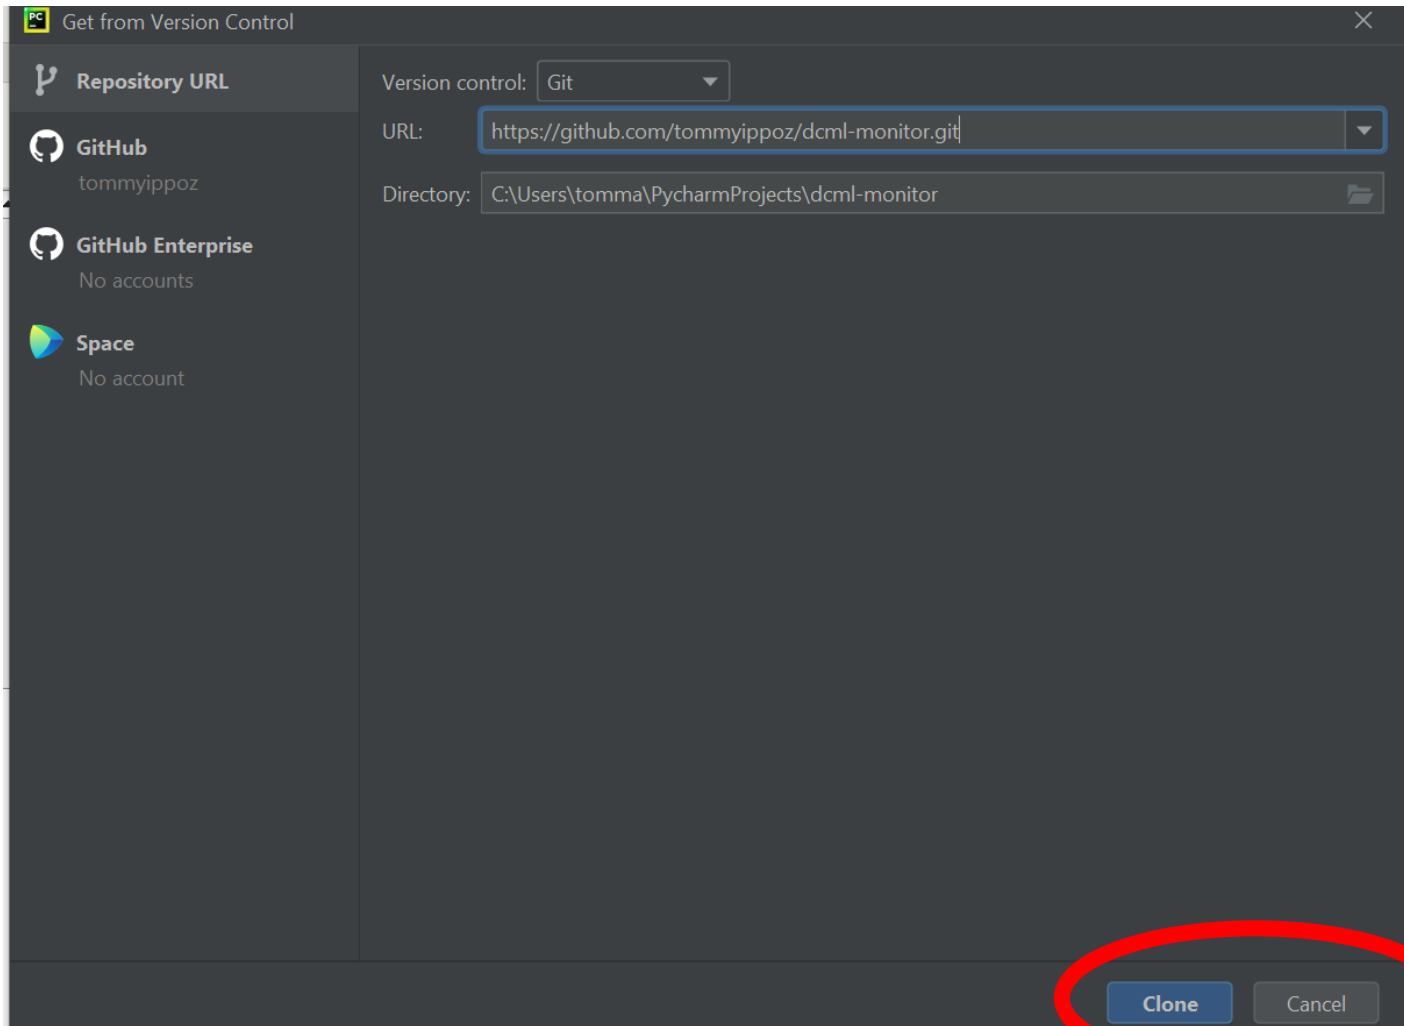 PC
Get from Version Control
Repository URL
GitHub
tommyippoz
GitHub Enterprise
No accounts
Space
No account
Version control: Git
URL: https://github.com/tommyippoz/dcml-monitor.git
Directory: C:\Users\tomma\PycharmProjects\dcml-monitor
Clone Cancel